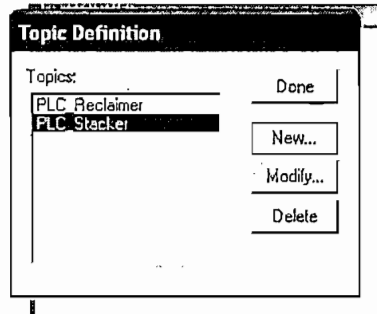 Topic Definition
Topics:
Done
PLC_Reclaimer
PLC_Stacker
New...
Modify...
Delete